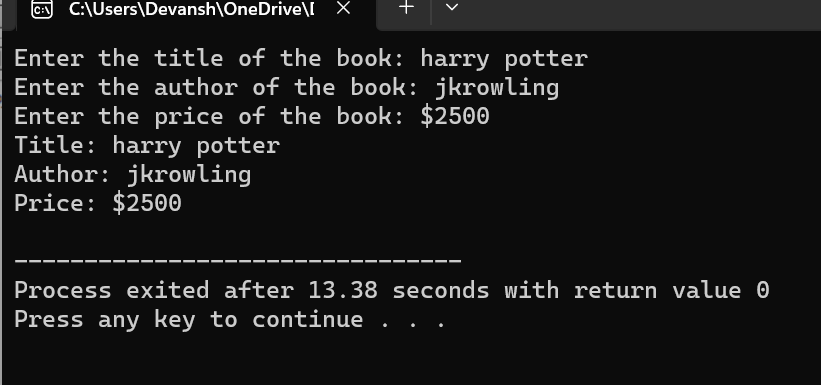 C:\Users\Devansh\OneDrive\D
Enter the title of the book: harry potter
Enter the author of the book: jkrowling
Enter the price of the book: $2500
Title: harry potter
Author: jkrowling
Price: $2500
--------------------------------
Process exited after 13.38 seconds with return value 0
Press any key to continue . . .